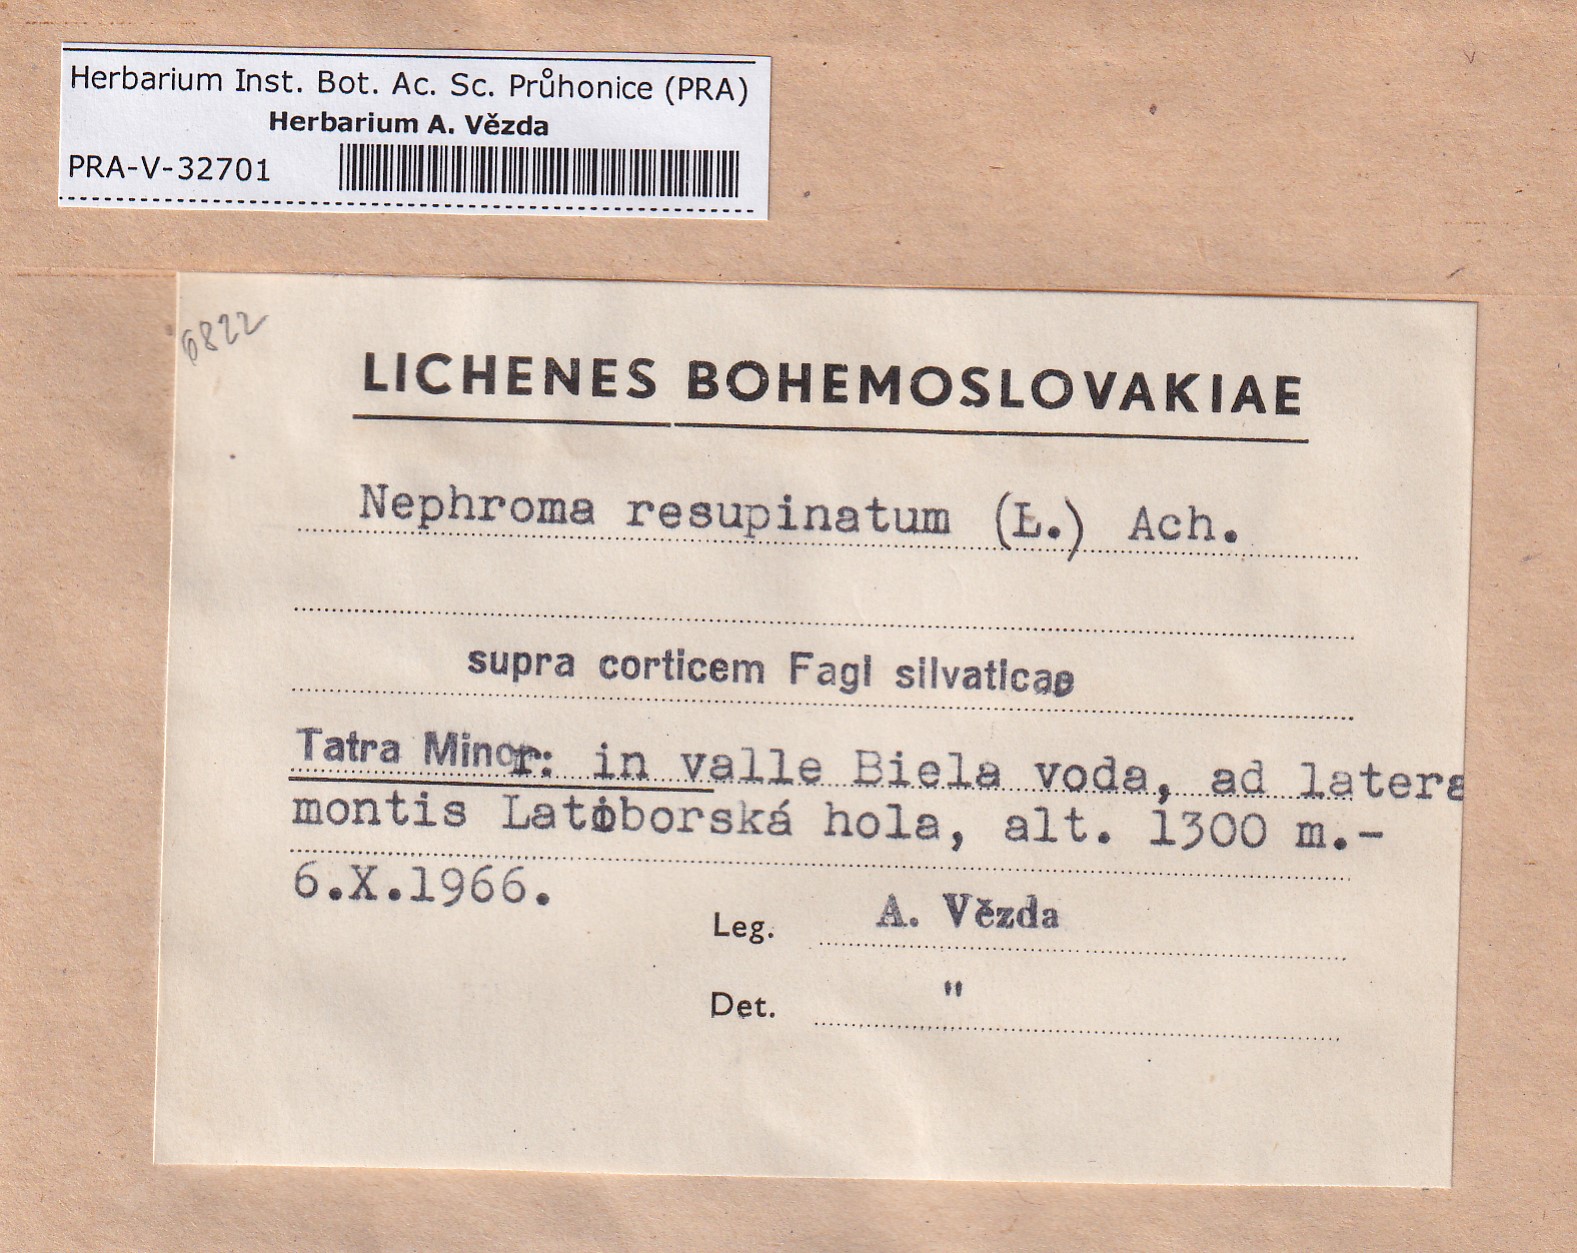 Herbarium Inst. Bot. Ac. Sc. Průhonice (PRA)
Herbarium A. Vězda
PRA-V-32701
6822
LICHENES BOHEMOSLOVAKIAE
Nephroma resupinatum (L.) Ach.
supra corticem Fagi silvaticae
Tatra Minor: in valle Biela voda, ad latera
montis Latiborská hola, alt. 1300 m.-
6.X.1966.
Leg. A. Vězda
Det. "